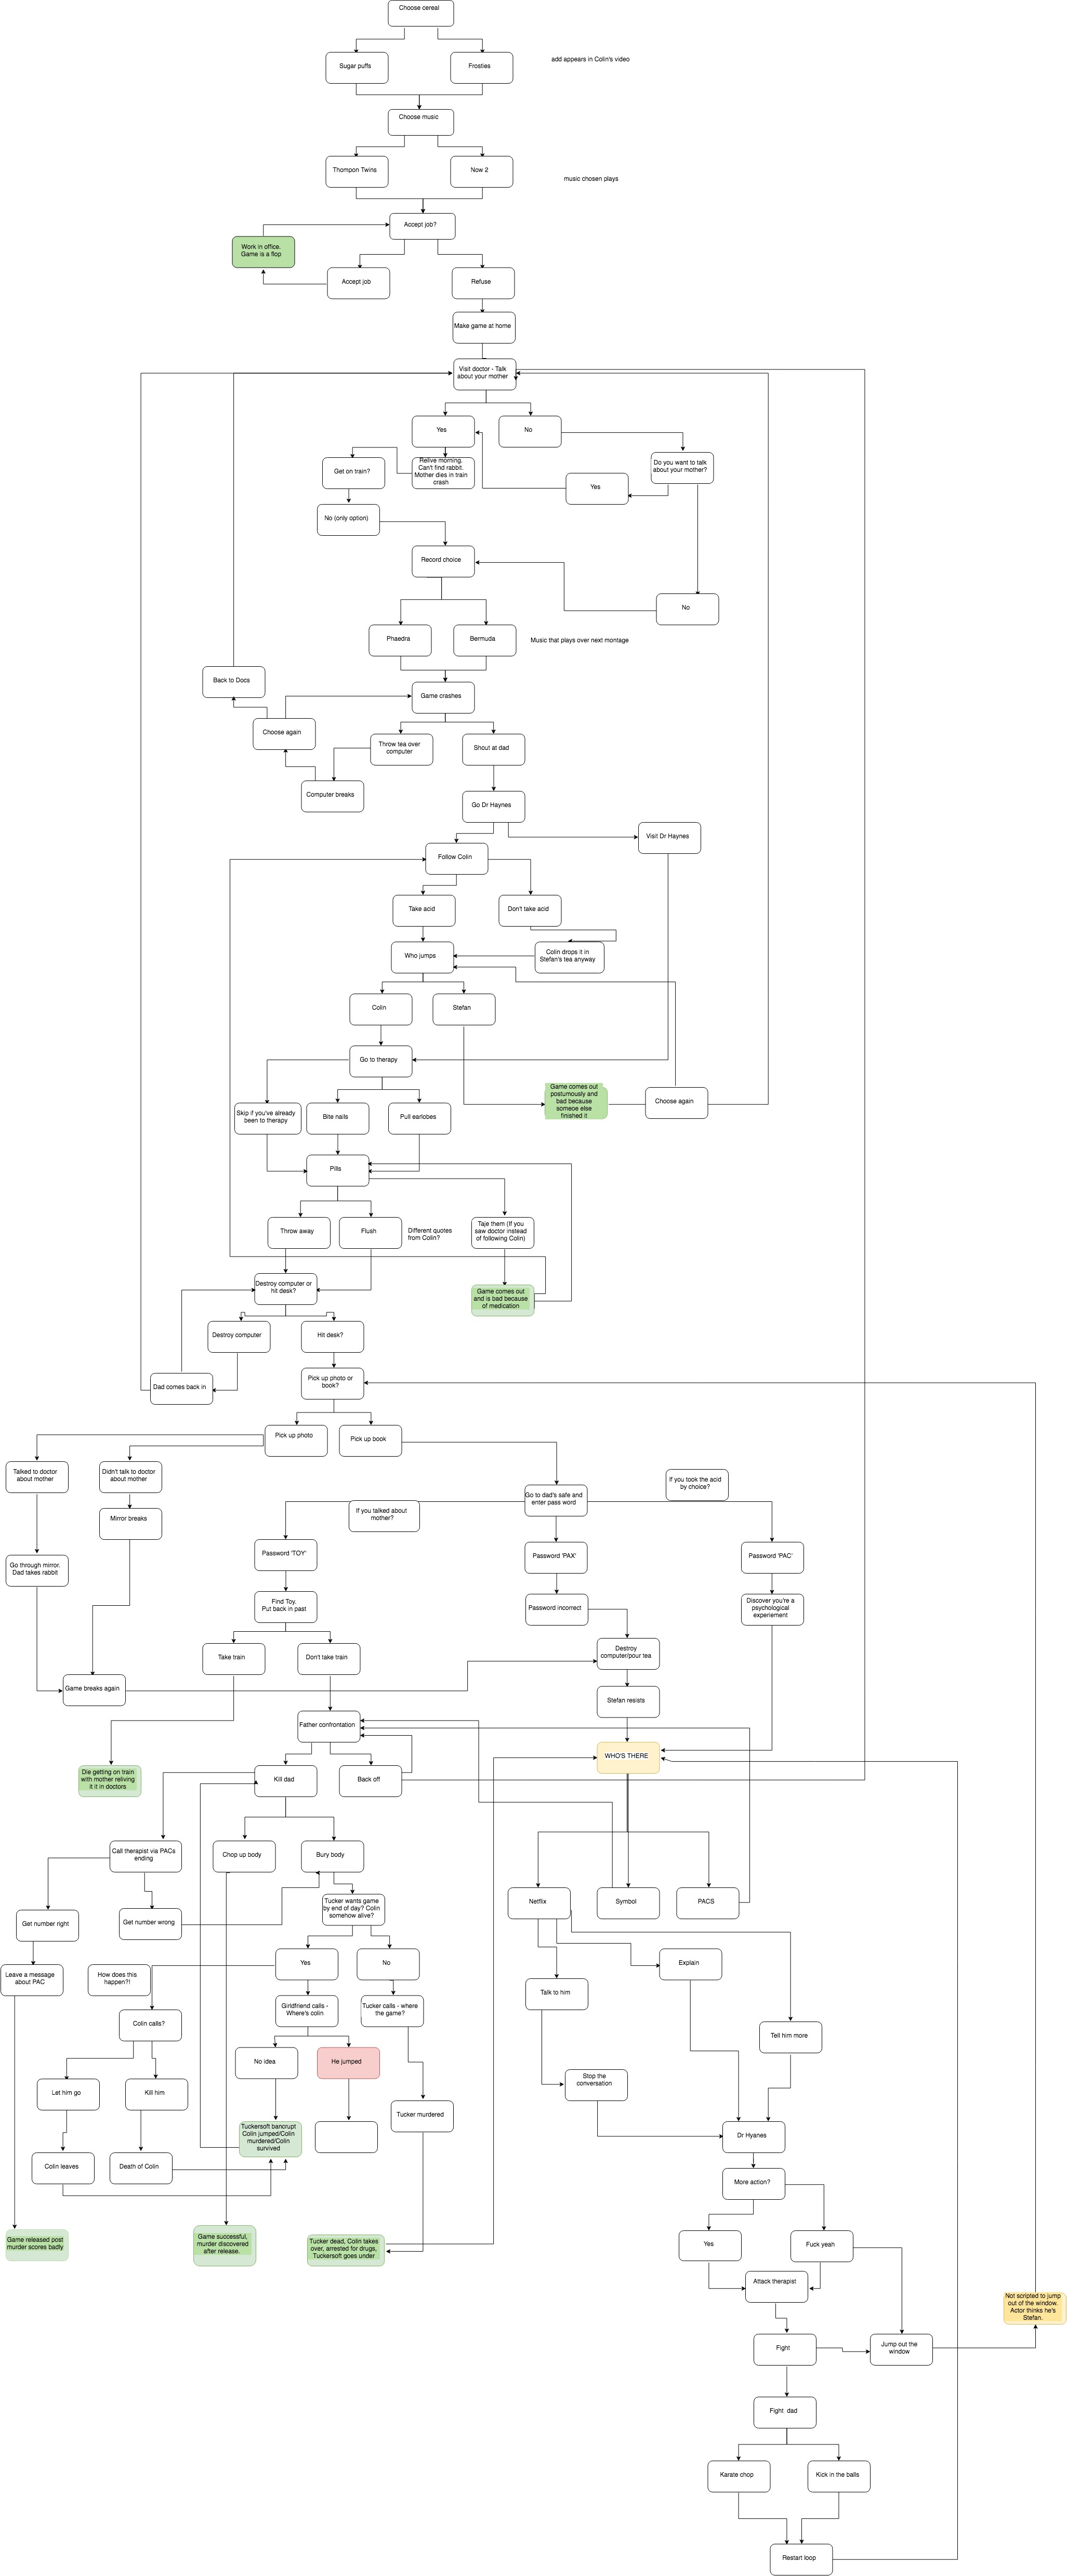 Choose cereal
Sugar puffs
Frosties
add appears in Colin's video
Choose music
Thompon Twins
Now 2
music chosen plays
Accept job?
Work in office.
Game is a flop
Accept job
Refuse
Make game at home
Visit doctor - Talk
about your mother
Yes
No
Get on train?
Relive morning.
Can't find rabbit.
Mother dies in train
crash
Do you want to talk
about your mother?
Yes
No (only option)
Record choice
No
Phaedra
Bermuda
Music that plays over next montage
Back to Docs
Game crashes
Choose again
Throw tea over
computer
Shout at dad
Computer breaks
Go Dr Haynes
Visit Dr Haynes
Follow Colin
Take acid
Don't take acid
Who jumps
Colin drops it in
Stefan's tea anyway
Colin
Stefan
Go to therapy
Game comes out
postumously and
bad because
someoe else
finished it
Choose again
Skip if you've already
been to therapy
Bite nails
Pull earlobes
Pills
Throw away
Flush
Different quotes
from Colin?
Taje them (If you
saw doctor instead
of following Colin)
Destroy computer or
hit desk?
Game comes out
and is bad because
of medication
Destroy computer
Hit desk?
Dad comes back in
Pick up photo or
book?
Pick up photo
Pick up book
Talked to doctor
about mother
Didn't talk to doctor
about mother
If you took the acid
by choice?
Go to dad's safe and
enter pass word
If you talked about
mother?
Mirror breaks
Password 'TOY'
Password 'PAX'
Password 'PAC'
Go through mirror.
Dad takes rabbit
Find Toy.
Put back in past
Password incorrect
Discover you're a
psychological
experiement
Take train
Don't take train
Destroy
computer/pour tea
Game breaks again
Stefan resists
Father confrontation
WHO'S THERE
Die getting on train
with mother reliving
it it in doctors
Kill dad
Back off
Call therapist via PACs
ending
Chop up body
Bury body
Netflix
Symbol
PACS
Get number right
Get number wrong
Tucker wants game
by end of day? Colin
somehow alive?
Yes
No
Explain
Leave a message
about PAC
How does this
happen?!
Talk to him
Girldfriend calls -
Where's colin
Tucker calls - where
the game?
Colin calls?
Tell him more
No idea
He jumped
Let him go
Kill him
Stop the
conversation
Tucker murdered
Tuckersoft bancrupt
Colin jumped/Colin
murdered/Colin
survived
Dr Hyanes
Colin leaves
Death of Colin
More action?
Game released post
murder scores badly
Game successful,
murder discovered
after release.
Tucker dead, Colin takes
over, arrested for drugs,
Tuckersoft goes under
Yes
Fuck yeah
Attack therapist
Not scripted to jump
out of the window.
Actor thinks he's
Stefan.
Fight
Jump out the
window
Fight dad
Karate chop
Kick in the balls
Restart loop